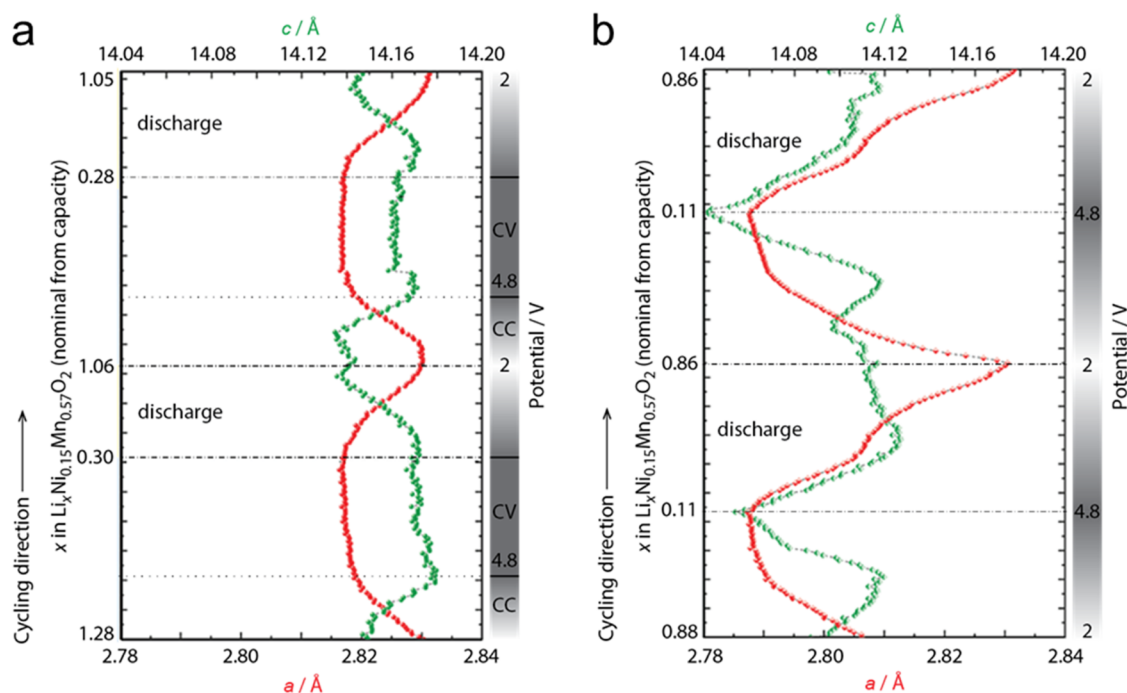 a
c / Å
14.04 14.08 14.12 14.16 14.20
x in LixNi0.15Mn0.57O2 (nominal from capacity)
Cycling direction
1.05
0.28
1.06
0.30
1.28
discharge
discharge
2
CV
4.8
CC
2
CV
4.8
CC
Potential / V
2.78 2.80 2.82 2.84
a / Å
b
c / Å
14.04 14.08 14.12 14.16 14.20
x in LixNi0.15Mn0.57O2 (nominal from capacity)
Cycling direction
0.86
0.11
0.86
0.11
0.88
discharge
discharge
2
4.8
2
4.8
2
Potential / V
2.78 2.80 2.82 2.84
a / Å